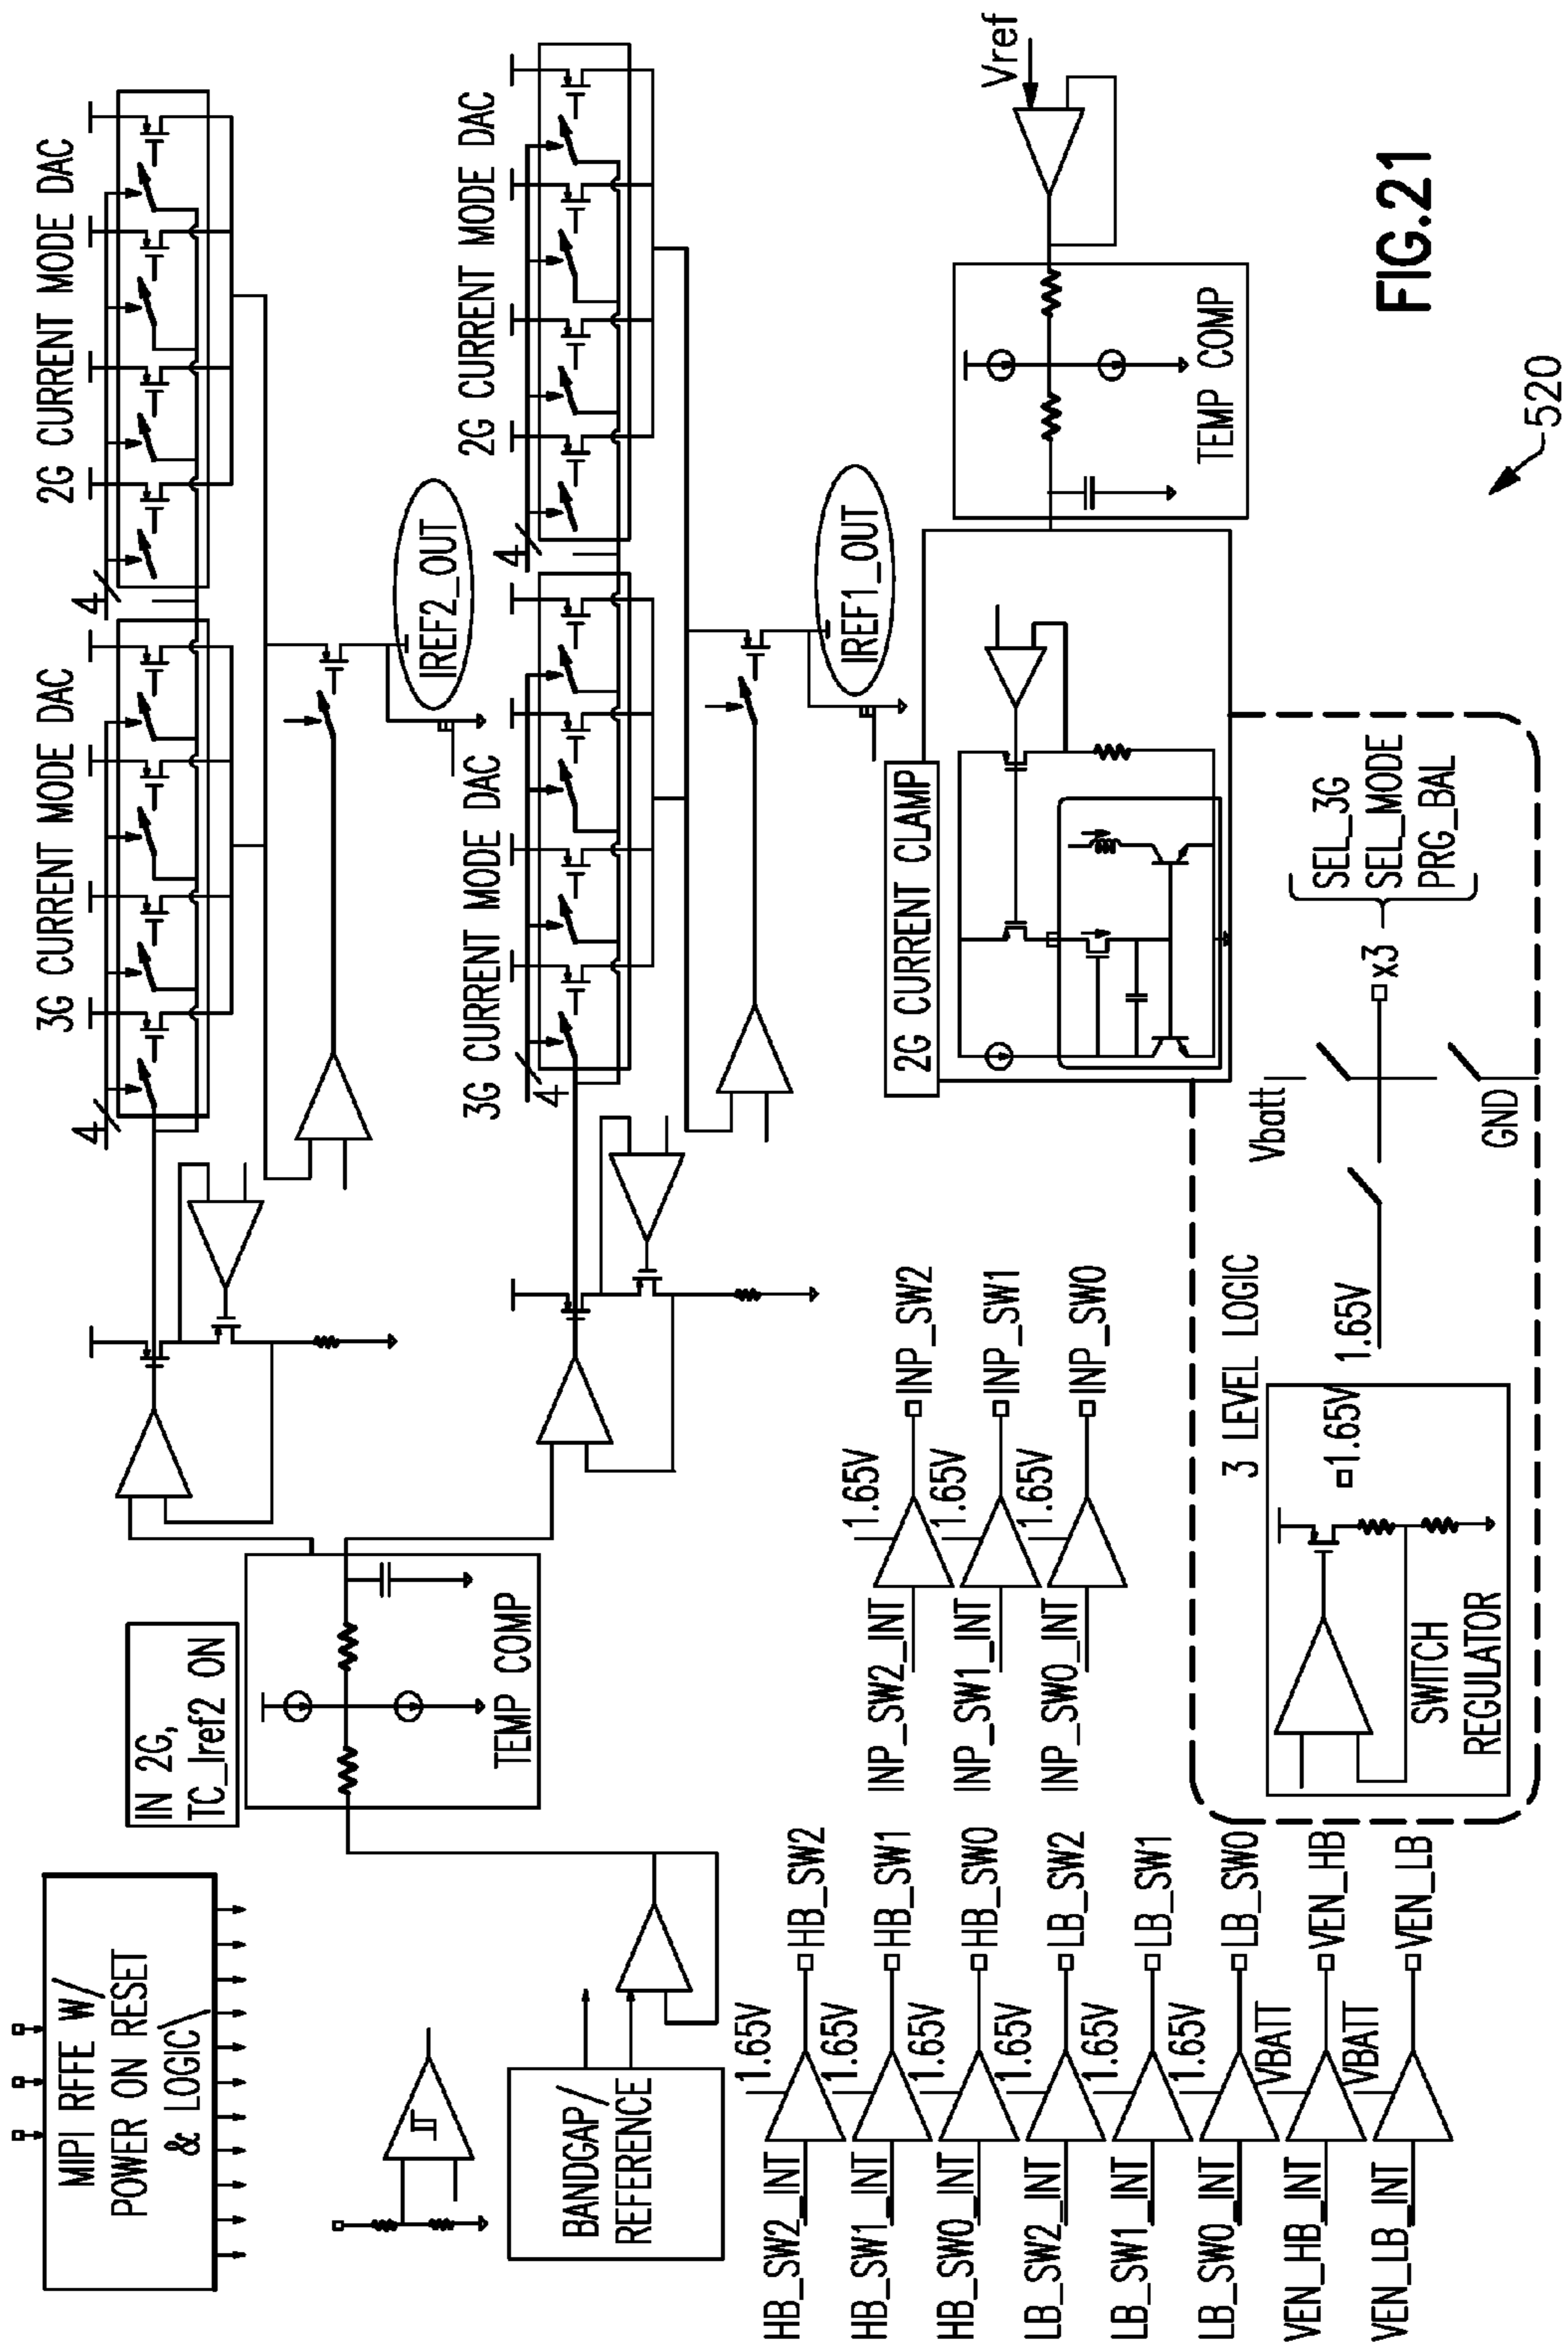 MIPI RFFE W/
POWER ON RESET
& LOGIC/
IN 2G,
TC_Iref2 ON
TEMP COMP
BANDGAP/
REFERENCE
3G CURRENT MODE DAC
2G CURRENT MODE DAC
4
4
IREF2_OUT
3G CURRENT MODE DAC
2G CURRENT MODE DAC
4
4
IREF1_OUT
HB_SW2_INT
1.65V
HB_SW2
HB_SW1_INT
1.65V
HB_SW1
HB_SW0_INT
1.65V
HB_SW0
LB_SW2_INT
1.65V
LB_SW2
LB_SW1_INT
1.65V
LB_SW1
LB_SW0_INT
1.65V
LB_SW0
VEN_HB_INT
VBATT
VEN_HB
VEN_LB_INT
VBATT
VEN_LB
INP_SW2_INT
1.65V
INP_SW2
INP_SW1_INT
1.65V
INP_SW1
INP_SW0_INT
1.65V
INP_SW0
2G CURRENT CLAMP
TEMP COMP
Vref
3 LEVEL LOGIC
SWITCH
REGULATOR
1.65V
1.65V
Vbatt
GND
x3
SEL_3G
SEL_MODE
PRG_BAL
520
FIG.21